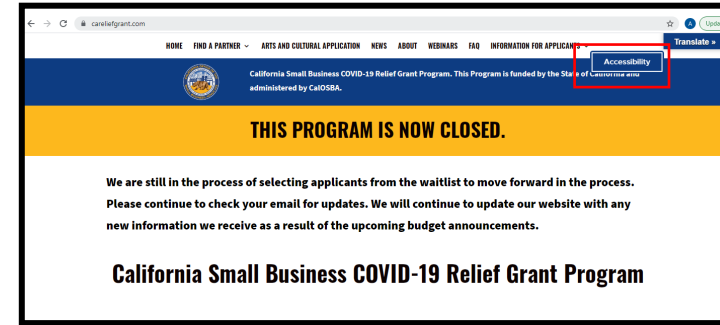 careliefgrant.com
A Upda
HOME FIND A PARTNER ARTS AND CULTURAL APPLICATION NEWS ABOUT WEBINARS FAQ INFORMATION FOR APPLICANTS
Translate »
Accessibility
California Small Business COVID-19 Relief Grant Program. This Program is funded by the State of California and
administered by CalOSBA.
THIS PROGRAM IS NOW CLOSED.
We are still in the process of selecting applicants from the waitlist to move forward in the process.
Please continue to check your email for updates. We will continue to update our website with any
new information we receive as a result of the upcoming budget announcements.
California Small Business COVID-19 Relief Grant Program